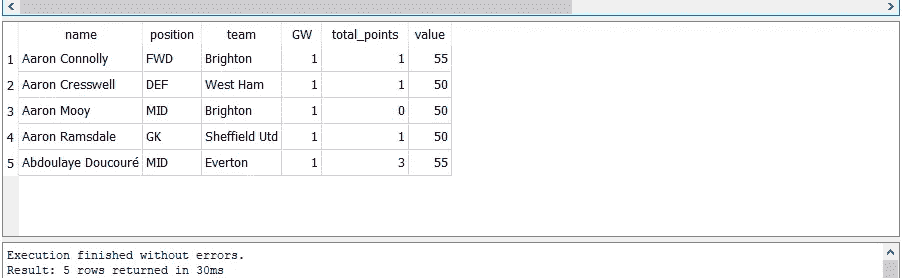 name position team GW total_points value
1 Aaron Connolly FWD Brighton 1 1 55
2 Aaron Cresswell DEF West Ham 1 1 50
3 Aaron Mooy MID Brighton 1 0 50
4 Aaron Ramsdale GK Sheffield Utd 1 1 50
5 Abdoulaye Doucouré MID Everton 1 3 55
Execution finished without errors.
Result: 5 rows returned in 30ms